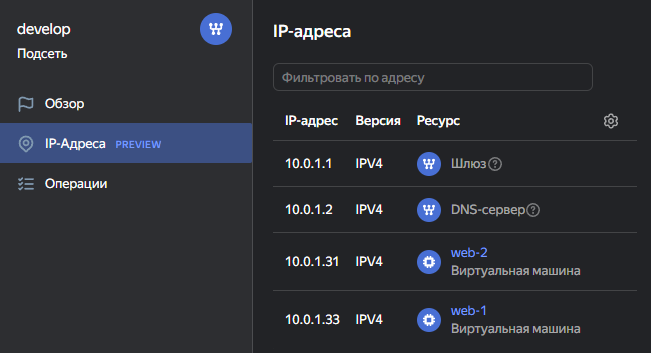 develop
Подсеть
Обзор
IP-Адреса PREVIEW
Операции
IP-адреса
Фильтровать по адресу
IP-адрес Версия Ресурс
10.0.1.1 IPV4 Шлюз
10.0.1.2 IPV4 DNS-сервер
10.0.1.31 IPV4 web-2
Виртуальная машина
10.0.1.33 IPV4 web-1
Виртуальная машина